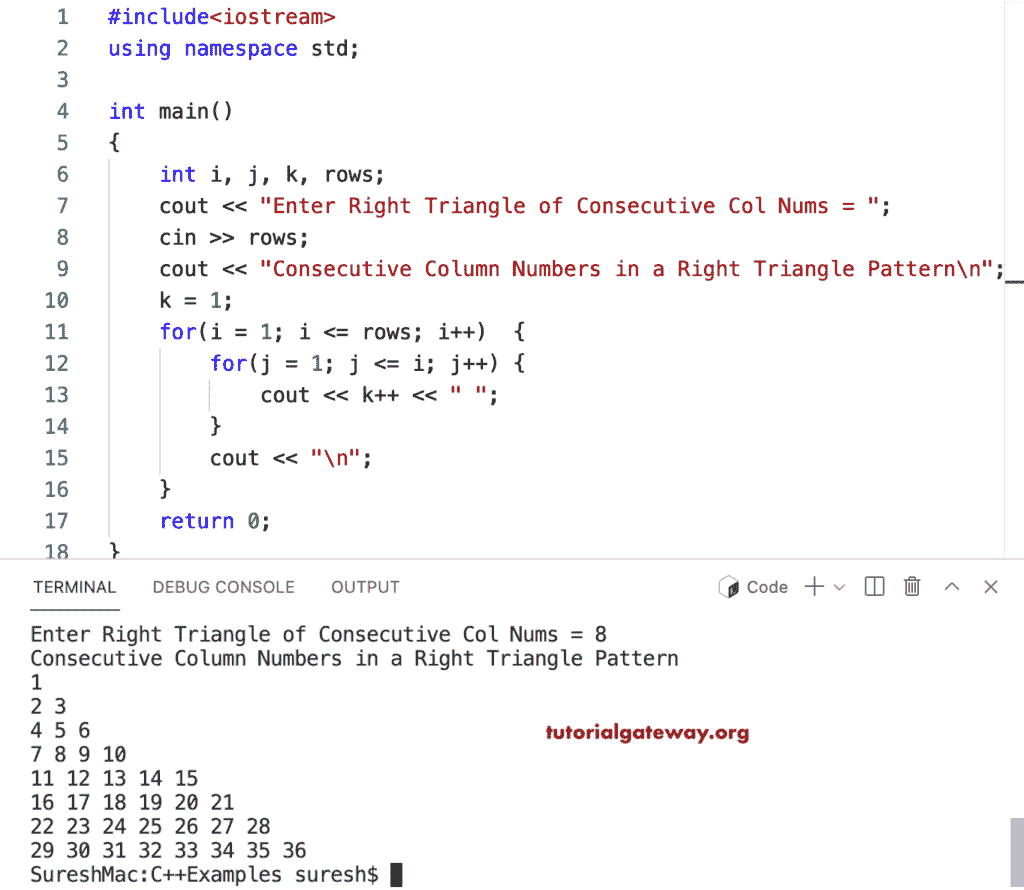 1 #include<iostream>
2 using namespace std;
3
4 int main()
5 {
6 int i, j, k, rows;
7 cout << "Enter Right Triangle of Consecutive Col Nums = ";
8 cin >> rows;
9 cout << "Consecutive Column Numbers in a Right Triangle Pattern\n";
10 k = 1;
11 for(i = 1; i <= rows; i++)  {
12 for(j = 1; j <= i; j++) {
13 cout << k++ << " ";
14 }
15 cout << "\n";
16 }
17 return 0;
18 }
TERMINAL DEBUG CONSOLE OUTPUT Code
Enter Right Triangle of Consecutive Col Nums = 8
Consecutive Column Numbers in a Right Triangle Pattern
1
2 3
4 5 6
tutorialgateway.org
7 8 9 10
11 12 13 14 15
16 17 18 19 20 21
22 23 24 25 26 27 28
29 30 31 32 33 34 35 36
SureshMac:C++Examples suresh$